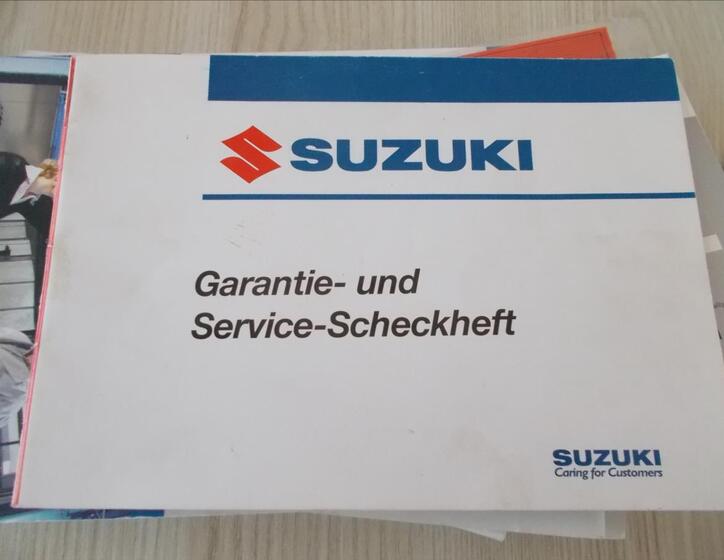 SUZUKI
Garantie- und
Service-Scheckheft
SUZUKI
Caring for Customers